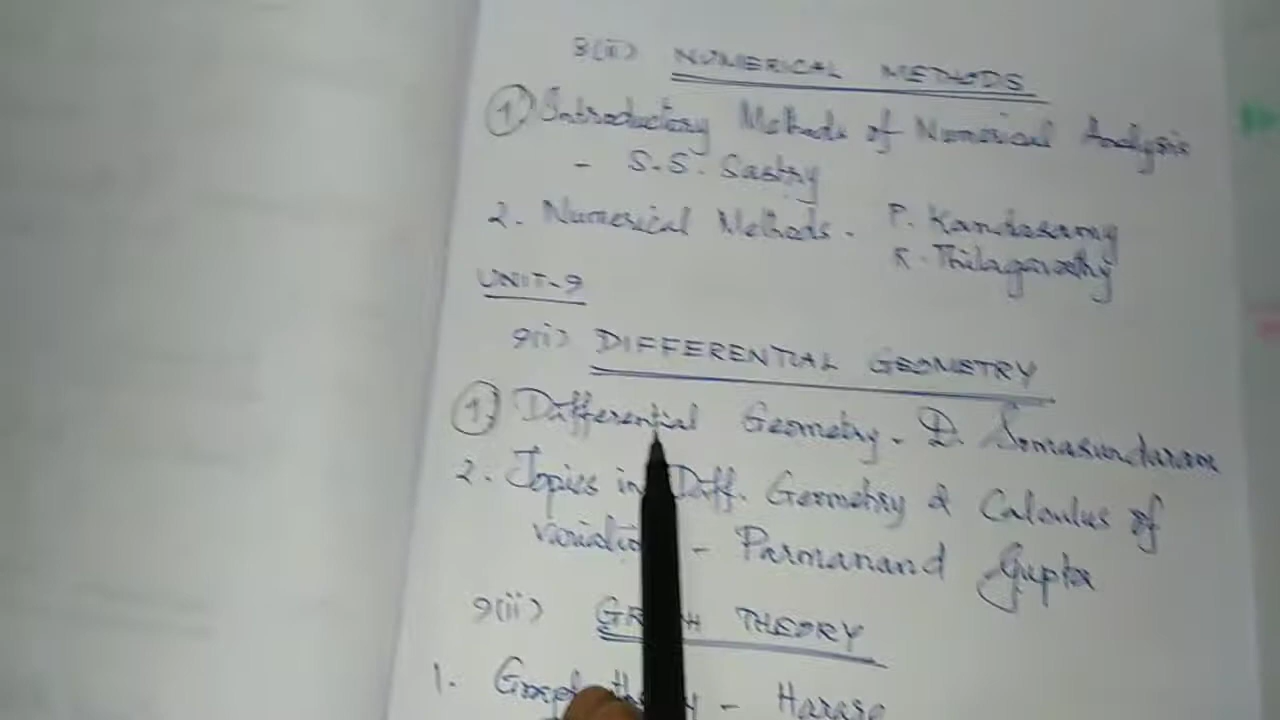 8(ii) NUMERICAL METHODS
1 Introductory Methods of Numerical Analysis
- S.S. Sastry
2. Numerical Methods - P. Kandasamy
K. Thilagavathy
UNIT-9
9(i) DIFFERENTIAL GEOMETRY
1. Differential Geometry - D. Somasundaram
2. Topics in Diff. Geometry & Calculus of
- Parmanand Gupta
9(ii) THEORY
1. - Harary